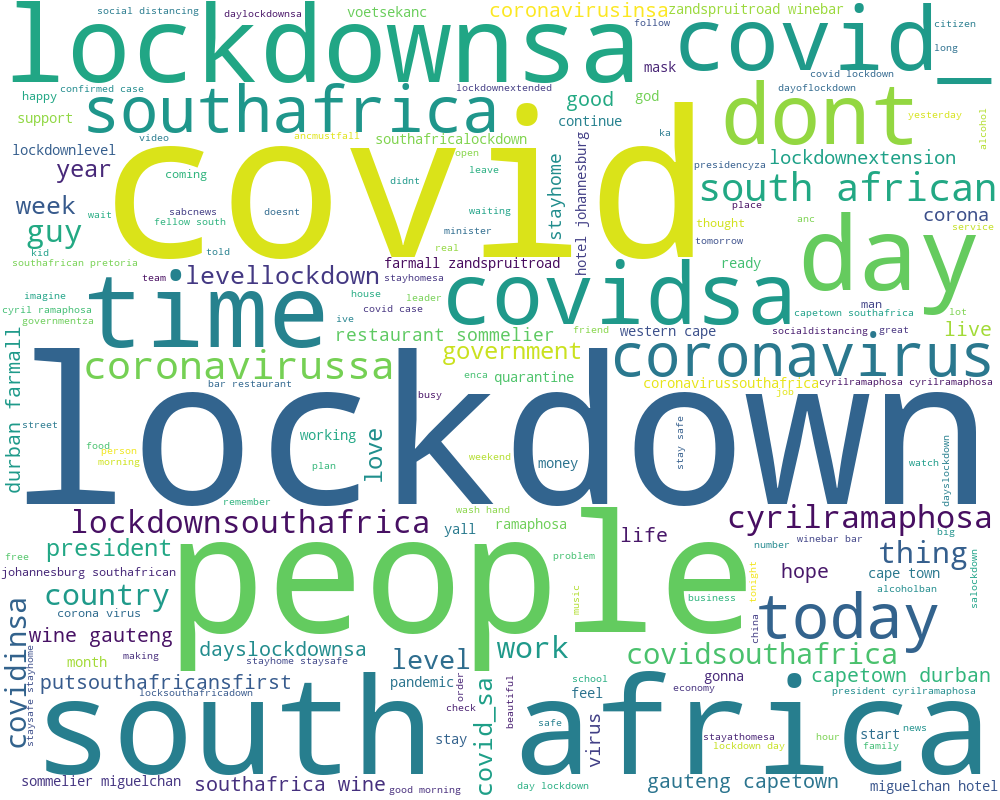 social distancing
daylockdownsa
voetsekanc
coronavirusinsa
zandspruitroad winebar
lockdownsa
covid_
follow
citizen
long
mask
covid lockdown
confirmed case
happy
lockdownextended
dayoflockdown
southafrica
good
god
dont
support
continue
yesterday
alcohol
video
ancmustfall
southafricalockdown
ka
covid
lockdownlevel
open
hotel johannesburg
presidencyza
lockdownextension
year
coming
leave
stayhome
didnt
south african
week
wait
sabcnews
doesnt
waiting
place
corona
fellow south
guy
minister
thought
anc
service
day
kid
told
real
tomorrow
southafrican pretoria
team
levellockdown
stayhomesa
farmall zandspruitroad
ready
time
covidsa
imagine
house
leader
man
cyril ramaphosa
covid case
capetown southafrica
lot
governmentza
ive
restaurant sommelier
friend
western cape
socialdistancing
great
live
durban farmall
government
coronavirus
coronavirussa
enca
quarantine
bar restaurant
coronavirussouthafrica
cyrilramaphosa cyrilramaphosa
busy
job
lockdown
street
working
love
food
person
morning
plan
weekend
money
stay safe
watch
dayslockdown
remember
wash hand
lockdownsouthafrica
yall
ramaphosa
life
cyrilramaphosa
big
people
president
free
problem
number
winebar bar
thing
johannesburg southafrican
hope
cape town
salockdown
country
corona virus
music
business
tonight
alcoholban
covidinsa
wine gauteng
today
china
dayslockdownsa
work
making
month
stayhome staysafe
level
covidsouthafrica
staysafe stayhome
putsouthafricansfirst
pandemic
order
school
gonna
capetown durban
locksouthafricadown
check
covid_sa
beautiful
feel
economy
president cyrilramaphosa
south africa
safe
virus
stay
stayathomesa
hour
start
news
lockdown day
family
sommelier miguelchan
southafrica wine
good morning
day lockdown
gauteng capetown
miguelchan hotel